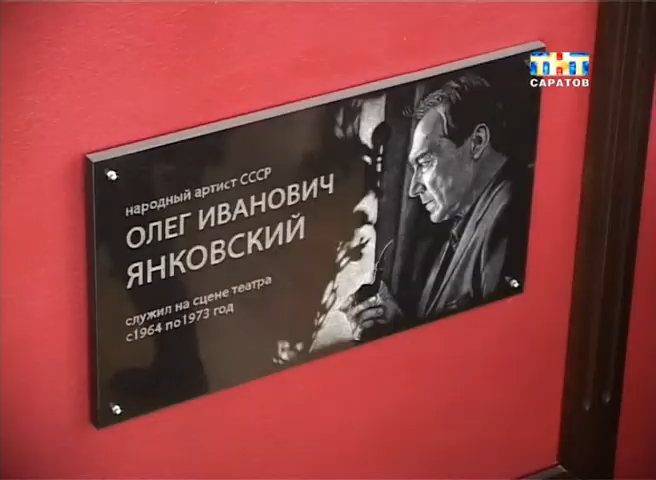 ТНТ
САРАТОВ
народный артист СССР
ОЛЕГ ИВАНОВИЧ
ЯНКОВСКИЙ
служил на сцене театра
с1964 по1973 год